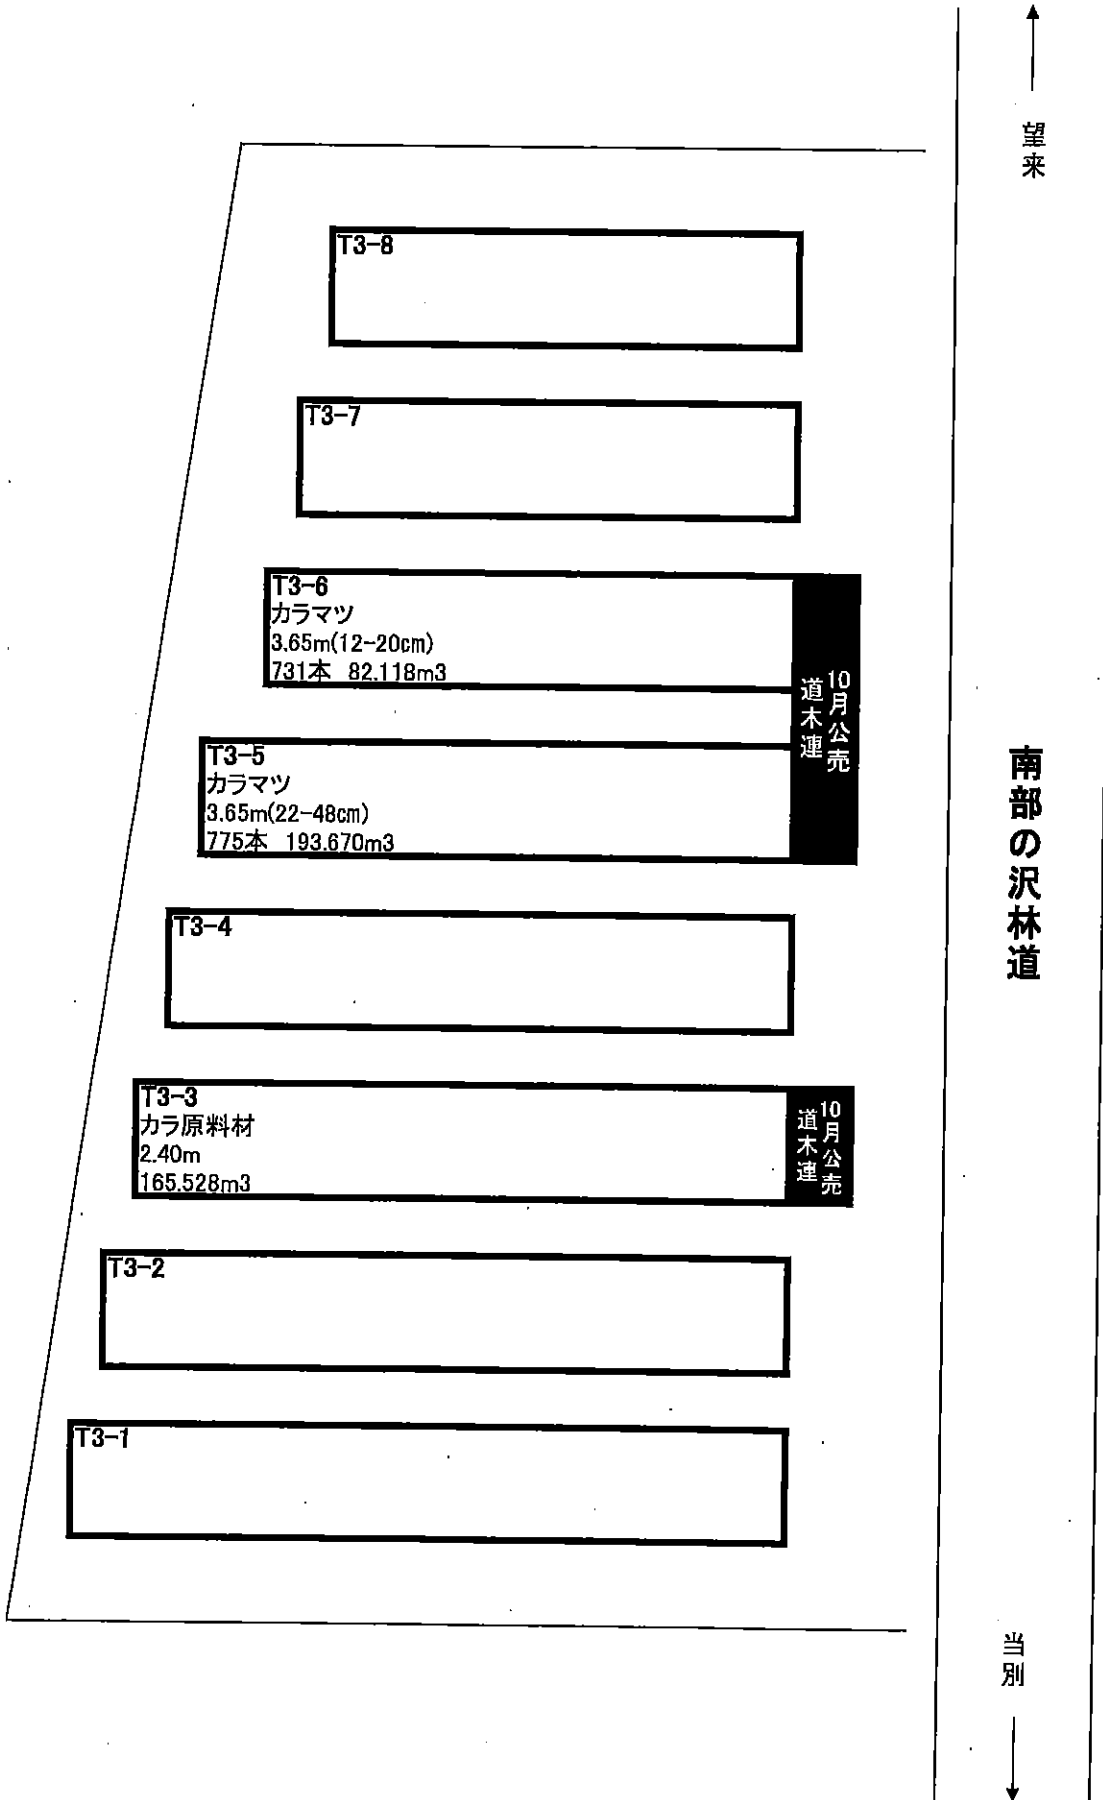 望来
T3-8
T3-7
T3-6
カラマツ
3.65m(12-20cm)
731本 82.118m3
10月公売
道木連
T3-5
カラマツ
3.65m(22-48cm)
775本 193.670m3
南部の沢林道
T3-4
T3-3
カラ原料材
2.40m
165.528m3
10月公売
道木連
T3-2
T3-1
当別